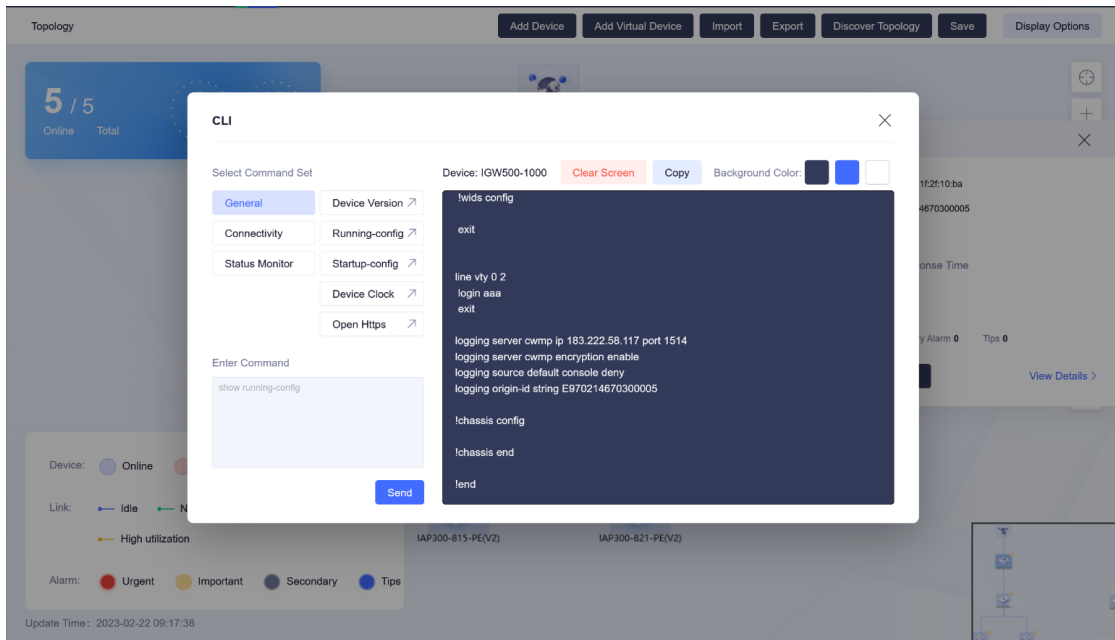 Topology
Add Device
Add Virtual Device
Import
Export
Discover Topology
Save
Display Options
5 / 5
Online Total
CLI
Select Command Set
General
Connectivity
Status Monitor
Device Version
Running-config
Startup-config
Device Clock
Open Https
Enter Command
show running-config
Send
Device: IGW500-1000
Clear Screen
Copy
Background Color:
!wids config
exit
line vty 0 2
login aaa
exit
logging server cwmp ip 183.222.58.117 port 1514
logging server cwmp encryption enable
logging source default console deny
logging origin-id string E970214670300005
!chassis config
!chassis end
!end
1f:2f:10:ba
4670300005
onse Time
y Alarm 0 Tips 0
View Details >
Device: Online
Link: Idle N
High utilization
Alarm: Urgent Important Secondary Tips
IAP300-815-PE(V2)
IAP300-821-PE(V2)
Update Time: 2023-02-22 09:17:38